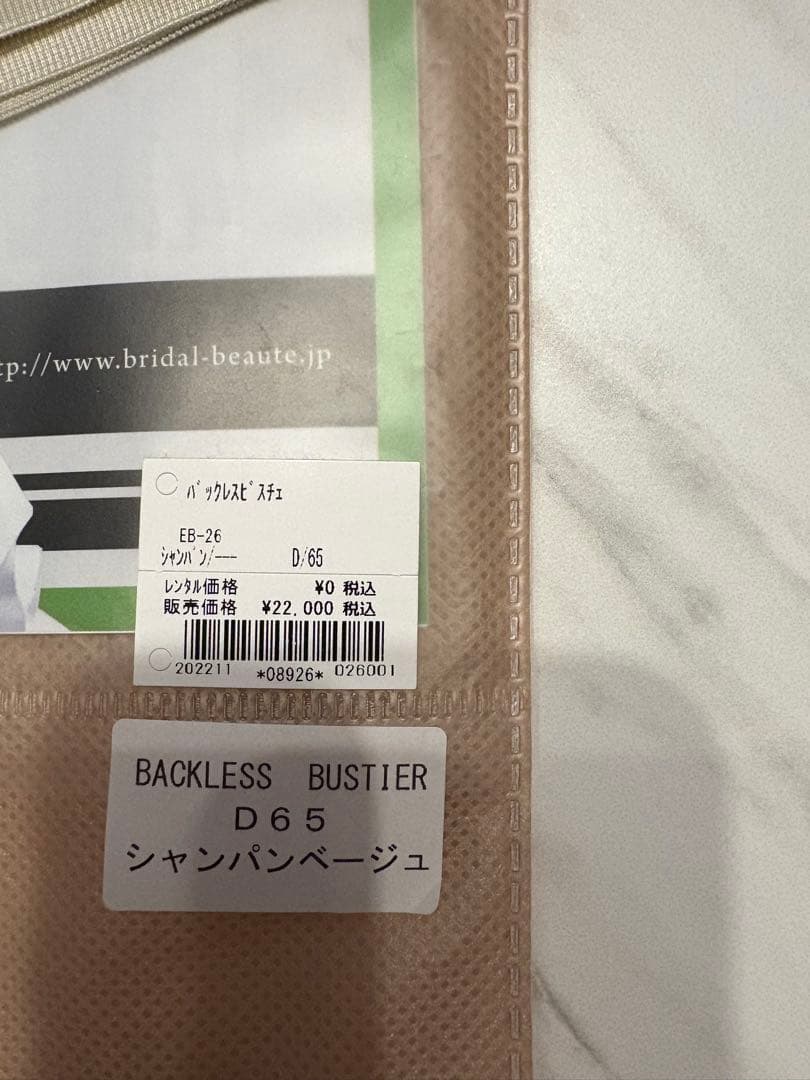 tp://www.bridal-beaute.jp
ﾊﾞｯｸﾚｽﾋﾞｽﾁｪ
EB-26
ｼｬﾝﾊﾟﾝ/--- D/65
ﾚﾝﾀﾙ価格 ¥0 税込
販売価格 ¥22,000 税込
202211 *08926* 026001
BACKLESS BUSTIER
Ｄ６５
シャンパンベージュ